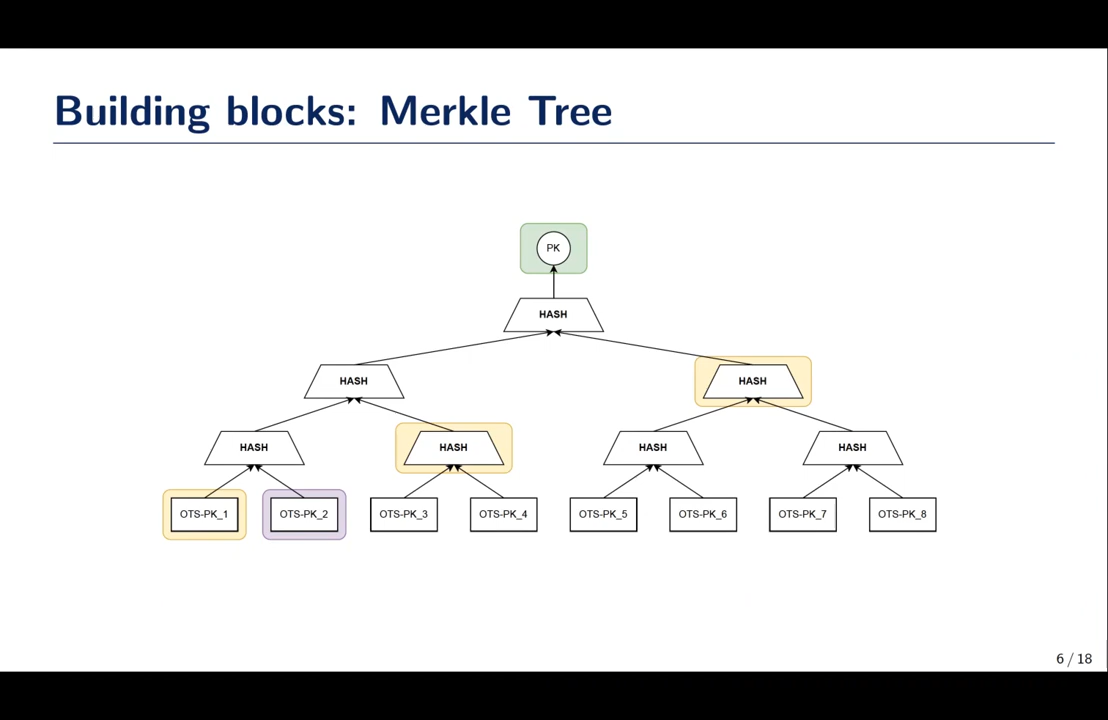 Building blocks: Merkle Tree
PK
HASH
HASH HASH
HASH HASH HASH HASH
OTS-PK_1 OTS-PK_2 OTS-PK_3 OTS-PK_4 OTS-PK_5 OTS-PK_6 OTS-PK_7 OTS-PK_8
6 / 18